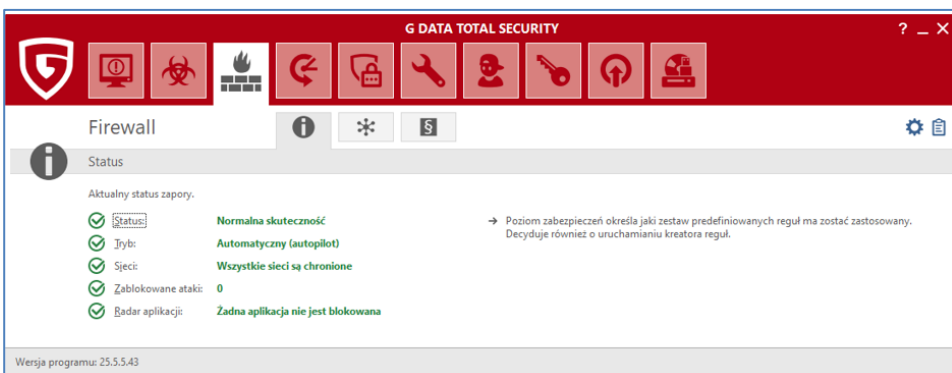 G DATA TOTAL SECURITY
Firewall
Status
Aktualny status zapory.
Status: Normalna skuteczność
Tryb: Automatyczny (autopilot)
Sieci: Wszystkie sieci są chronione
Zablokowane ataki: 0
Radar aplikacji: Żadna aplikacja nie jest blokowana
→ Poziom zabezpieczeń określa jaki zestaw predefiniowanych reguł ma zostać zastosowany.
Decyduje również o uruchamianiu kreatora reguł.
Wersja programu: 25.5.5.43